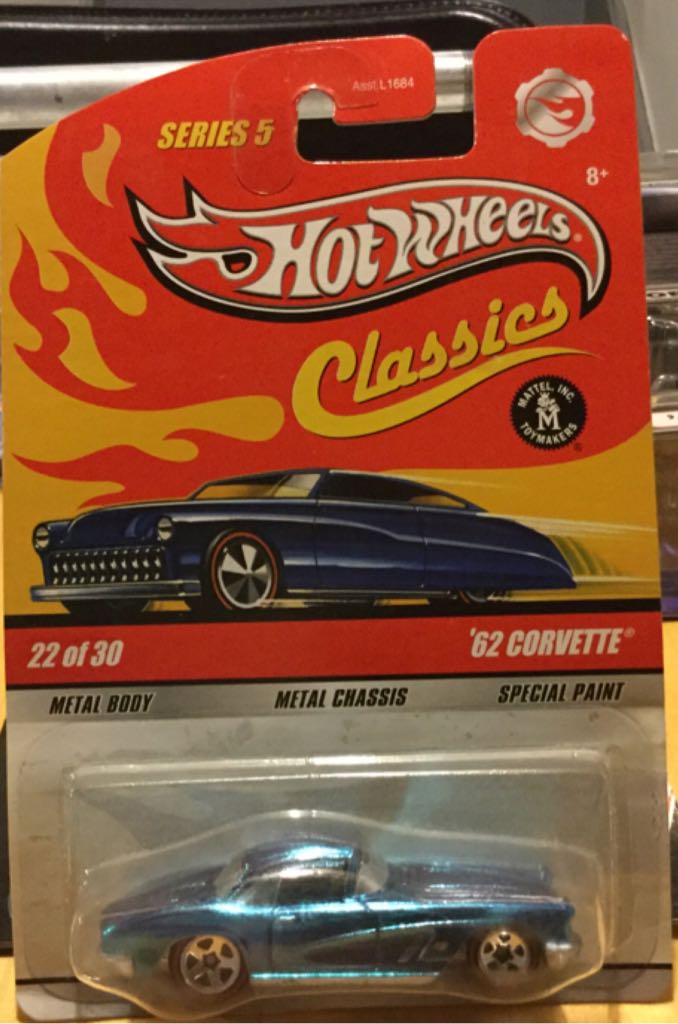 Asst.L1684
SERIES 5
8+
HOT WHEELS®
Classics
MATTEL, INC.
M
TOYMAKERS
®
22 of 30
'62 CORVETTE®
METAL BODY
METAL CHASSIS
SPECIAL PAINT